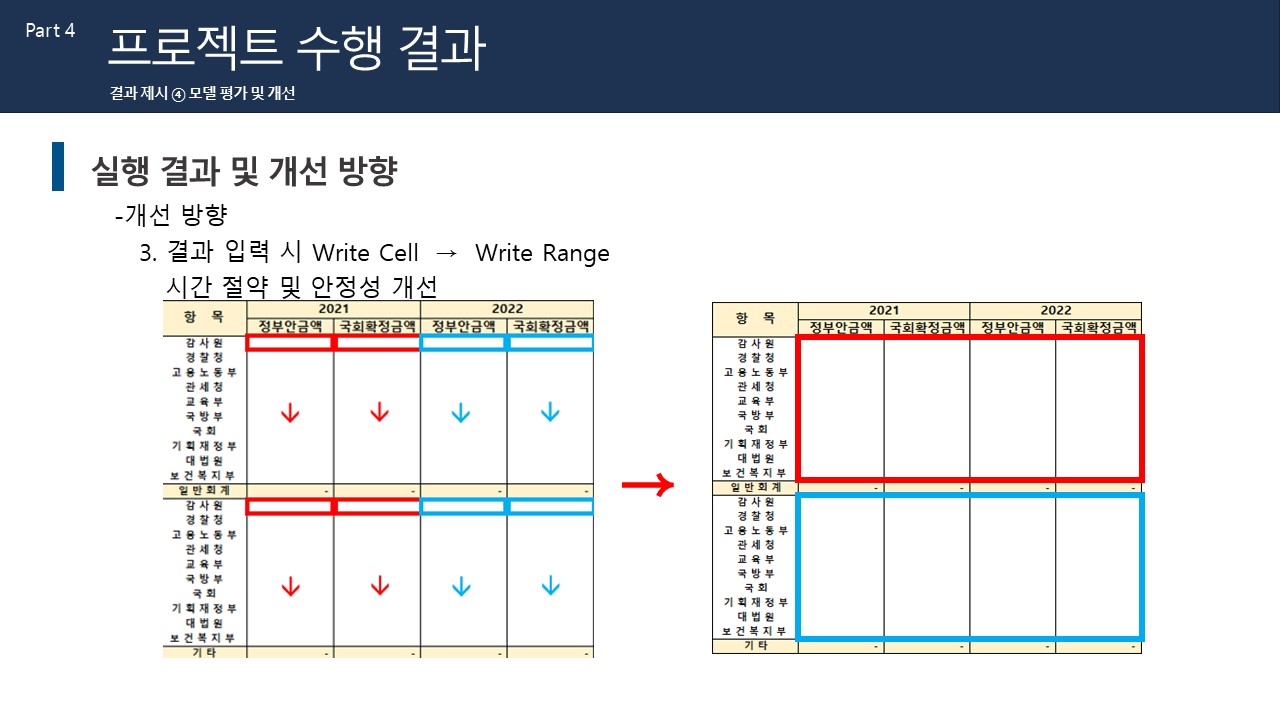 Part 4
프로젝트 수행 결과
결과 제시 ④ 모델 평가 및 개선
실행 결과 및 개선 방향
-개선 방향
3. 결과 입력 시 Write Cell → Write Range
시간 절약 및 안정성 개선
항 목 2021 2022
정부안금액 국회확정금액 정부안금액 국회확정금액
감사원
경찰청
고용노동부
관세청
교육부
국방부
국회
기획재정부
대법원
보건복지부
일반회계 - - - -
감사원
경찰청
고용노동부
관세청
교육부
국방부
국회
기획재정부
대법원
보건복지부
기타 - - - -
항 목 2021 2022
정부안금액 국회확정금액 정부안금액 국회확정금액
감사원
경찰청
고용노동부
관세청
교육부
국방부
국회
기획재정부
대법원
보건복지부
일반회계 - - - -
감사원
경찰청
고용노동부
관세청
교육부
국방부
국회
기획재정부
대법원
보건복지부
기타 - - - -